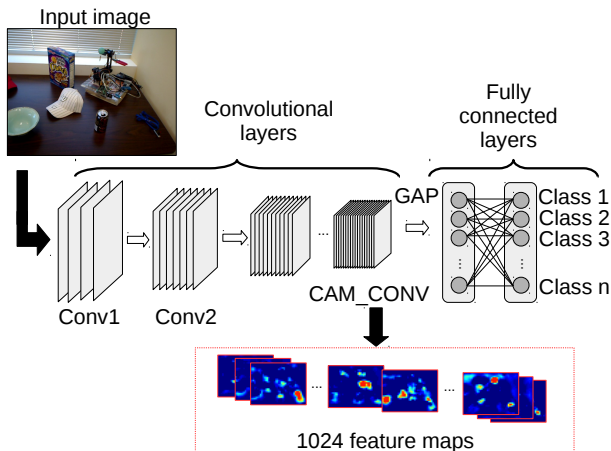 Input image
Convolutional
layers
Fully
connected
layers
GAP
Class 1
Class 2
Class 3
...
Class n
...
Conv1
Conv2
CAM_CONV
...
...
1024 feature maps